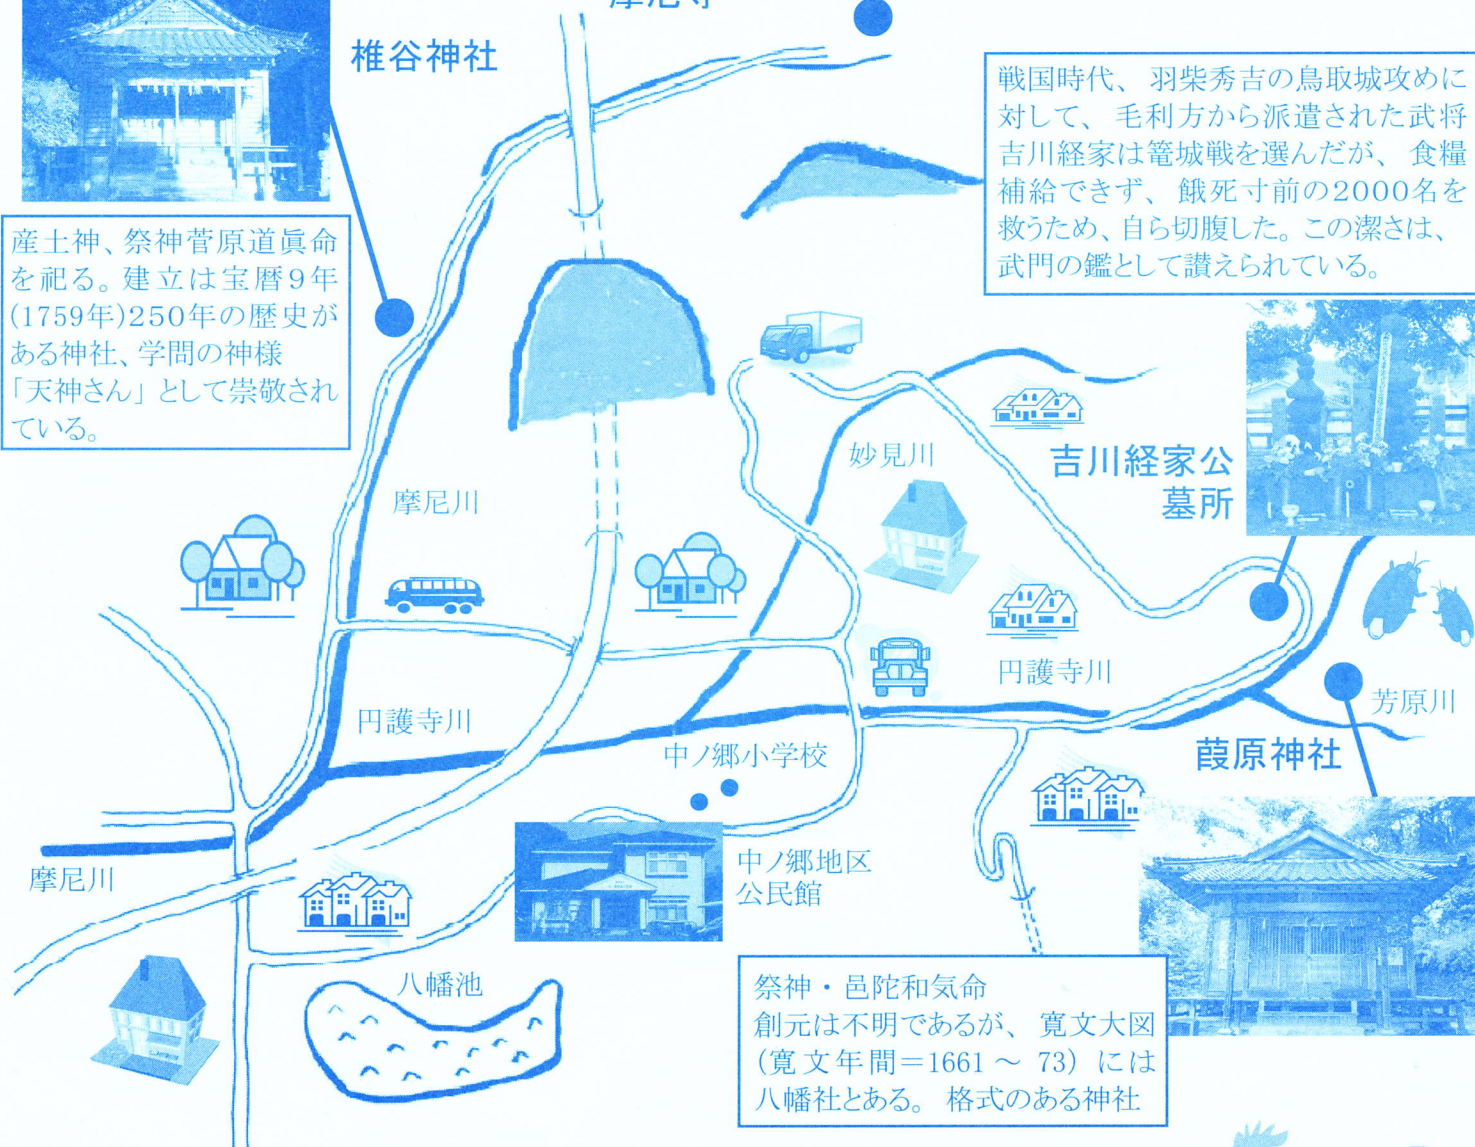 摩尼寺
椎谷神社
産土神、祭神菅原道眞命
を祀る。建立は宝暦9年
(1759年)250年の歴史が
ある神社、学問の神様
「天神さん」として崇敬され
ている。
戦国時代、羽柴秀吉の鳥取城攻めに
対して、毛利方から派遣された武将
吉川経家は篭城戦を選んだが、食糧
補給できず、餓死寸前の2000名を
救うため、自ら切腹した。この潔さは、
武門の鑑として讃えられている。
妙見川
吉川経家公
墓所
摩尼川
円護寺川
芳原川
円護寺川
葭原神社
中ノ郷小学校
中ノ郷地区
公民館
摩尼川
八幡池
祭神・邑陀和気命
創元は不明であるが、寛文大図
(寛文年間＝1661～73)には
八幡社とある。格式のある神社